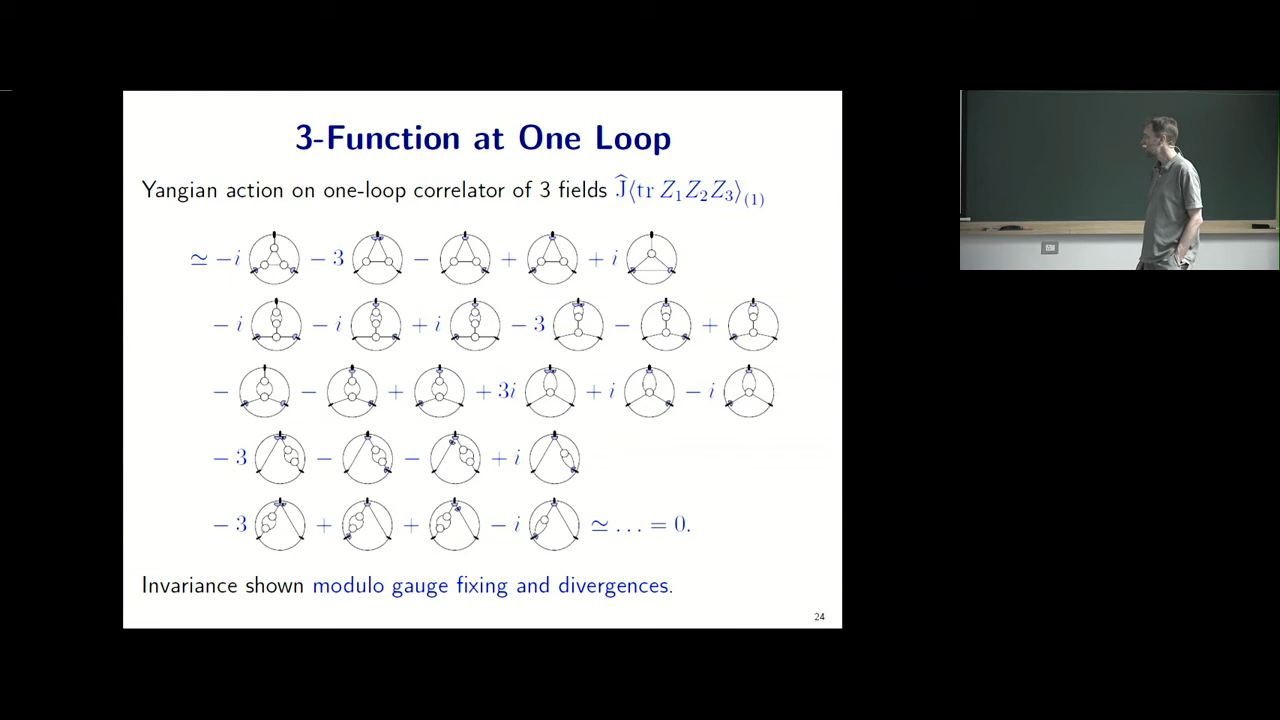 3-Function at One Loop
Yangian action on one-loop correlator of 3 fields Ĵ⟨tr Z₁Z₂Z₃⟩₍₁₎
≃ −i − 3 − + + i
− i − i + i − 3 − +
− − + + 3i + i − i
− 3 − − + i
− 3 + + − i ≃ … = 0.
Invariance shown modulo gauge fixing and divergences.
24